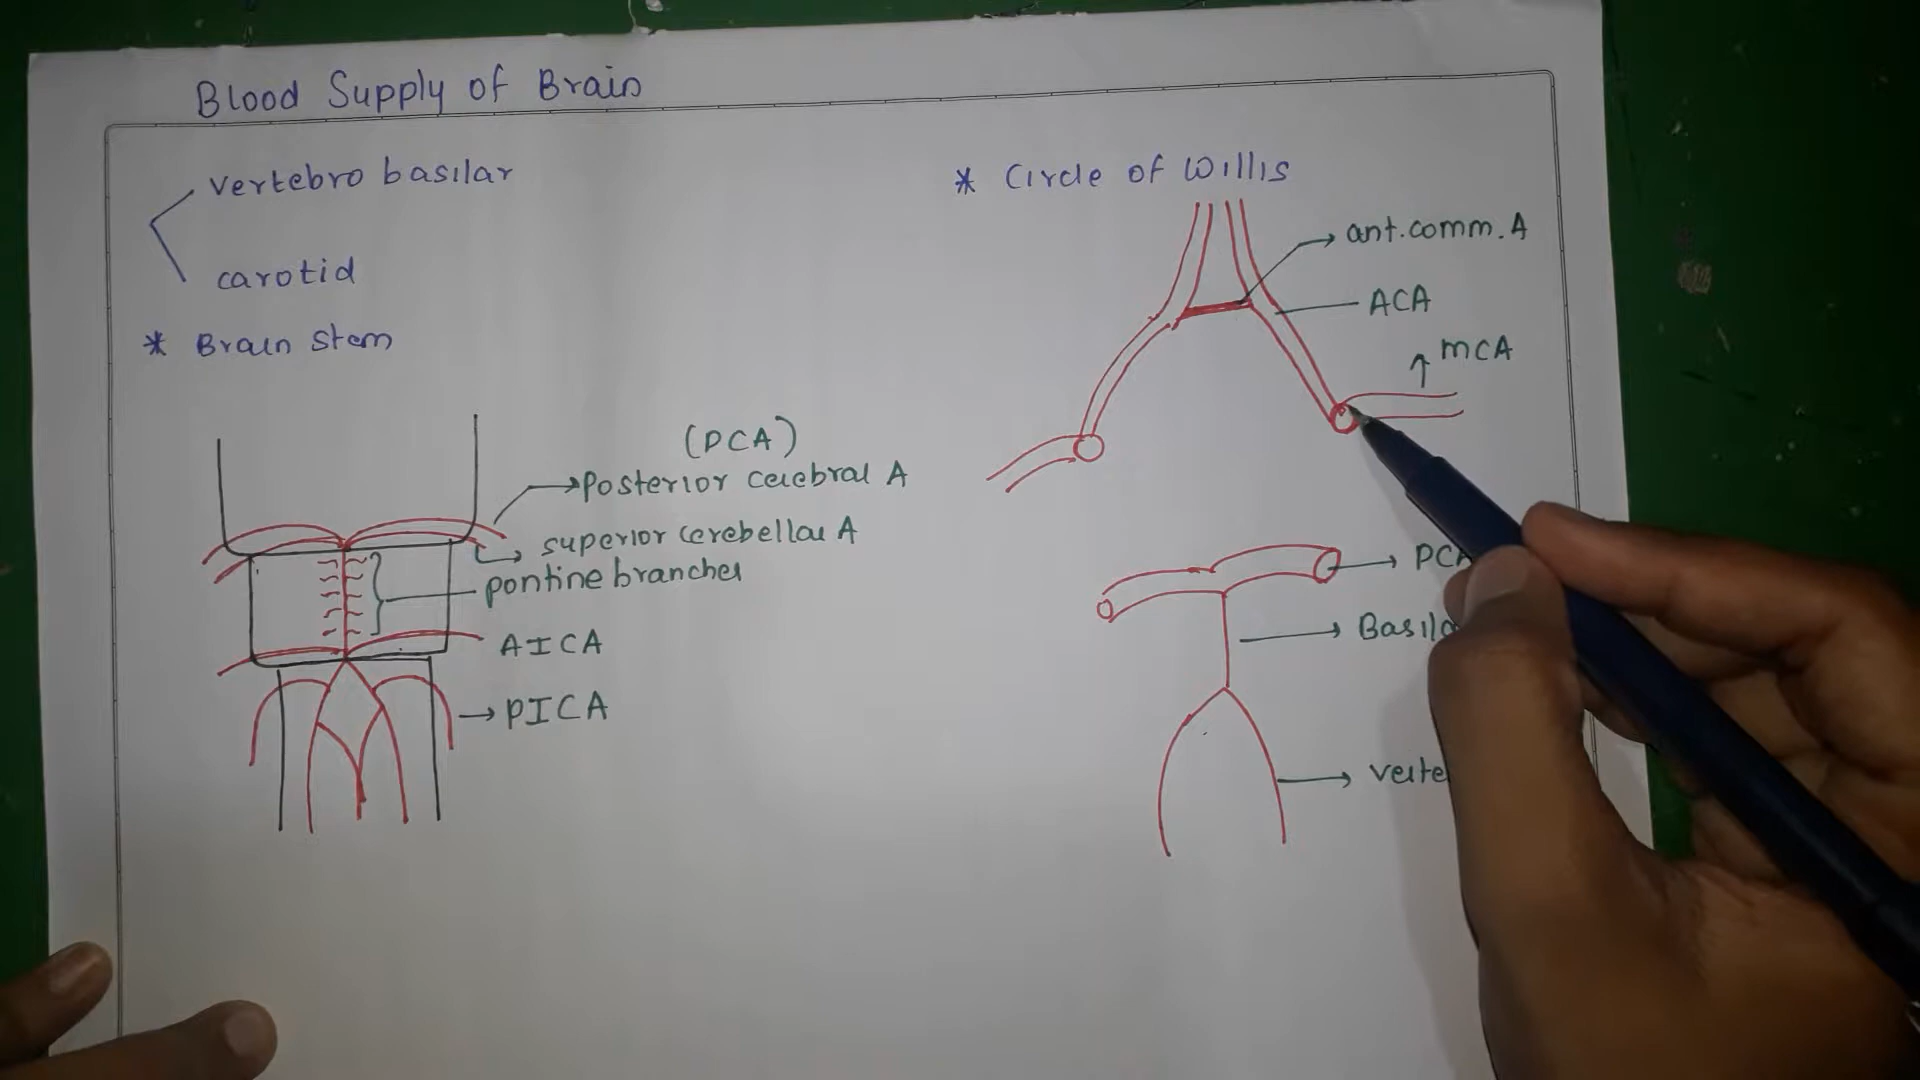 Blood Supply of Brain
vertebro basilar
carotid
* Brain stem
(PCA)
Posterior cerebral A
superior cerebellar A
pontine branches
AICA
PICA
* Circle of Willis
ant.comm.A
ACA
MCA